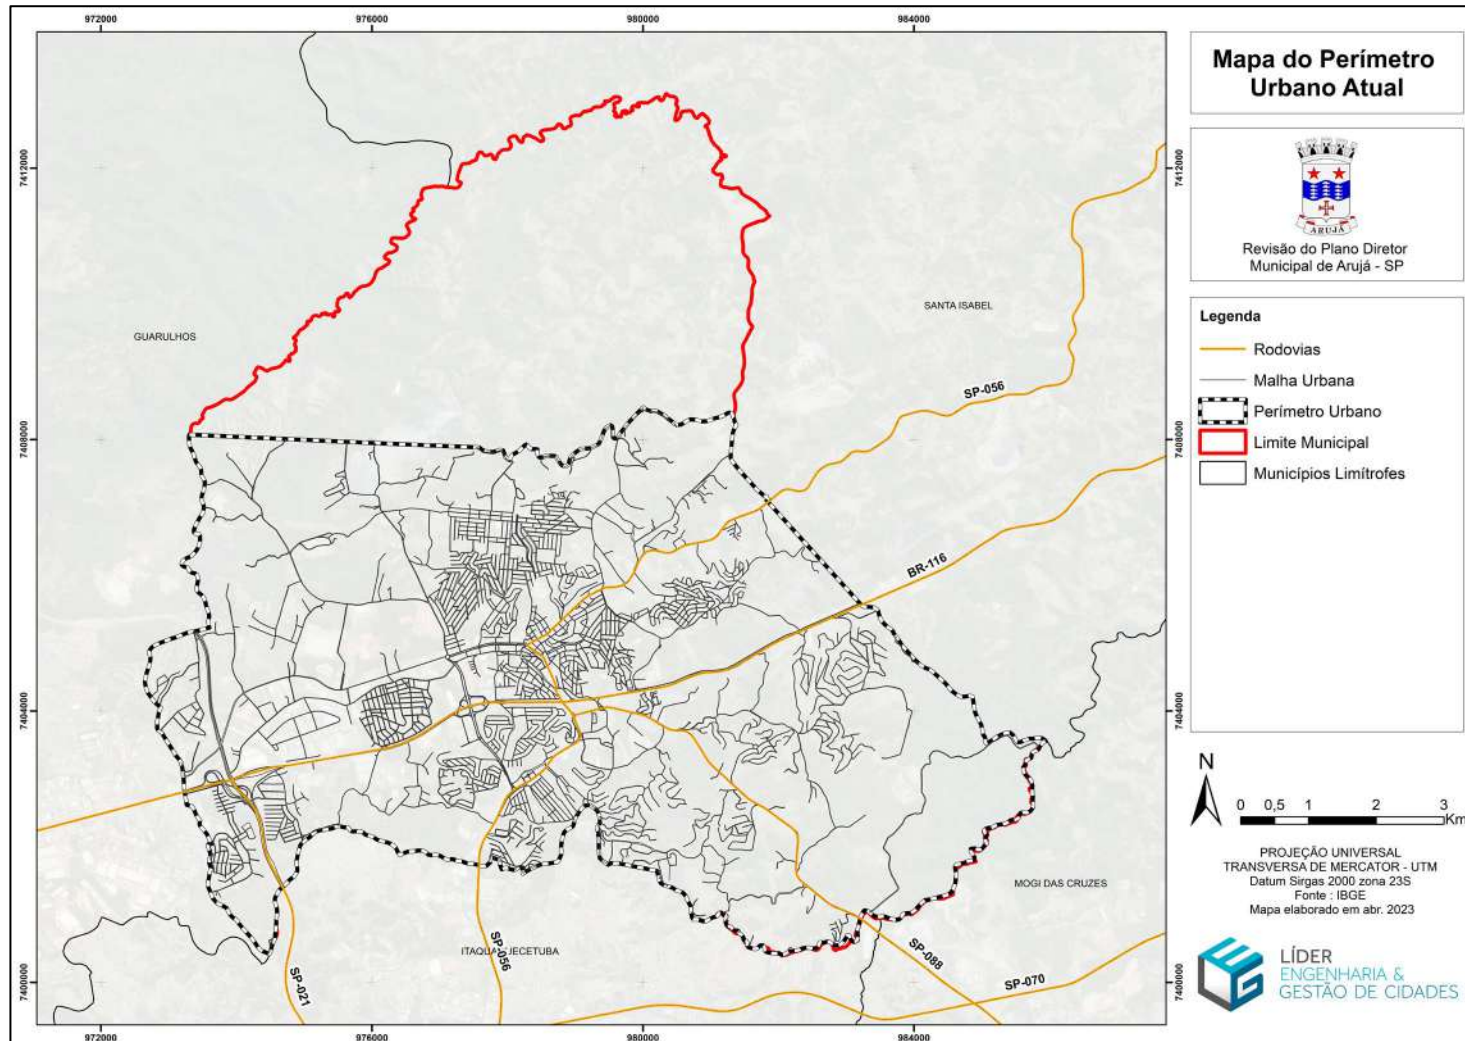 972000
976000
980000
984000
Mapa do Perímetro
Urbano Atual
7412000
7412000
ARUJÁ
Revisão do Plano Diretor
Municipal de Arujá - SP
GUARULHOS
SANTA ISABEL
Legenda
Rodovias
Malha Urbana
Perímetro Urbano
Limite Municipal
Municípios Limítrofes
SP-056
7408000
7408000
BR-116
7404000
7404000
N
0 0,5 1 2 3
Km
PROJEÇÃO UNIVERSAL
TRANSVERSA DE MERCATOR - UTM
Datum Sirgas 2000 zona 23S
Fonte : IBGE
Mapa elaborado em abr. 2023
MOGI DAS CRUZES
ITAQUA JECETUBA
SP-056
SP-088
SP-021
SP-070
7400000
7400000
LÍDER
ENGENHARIA &
GESTÃO DE CIDADES
972000
976000
980000
984000